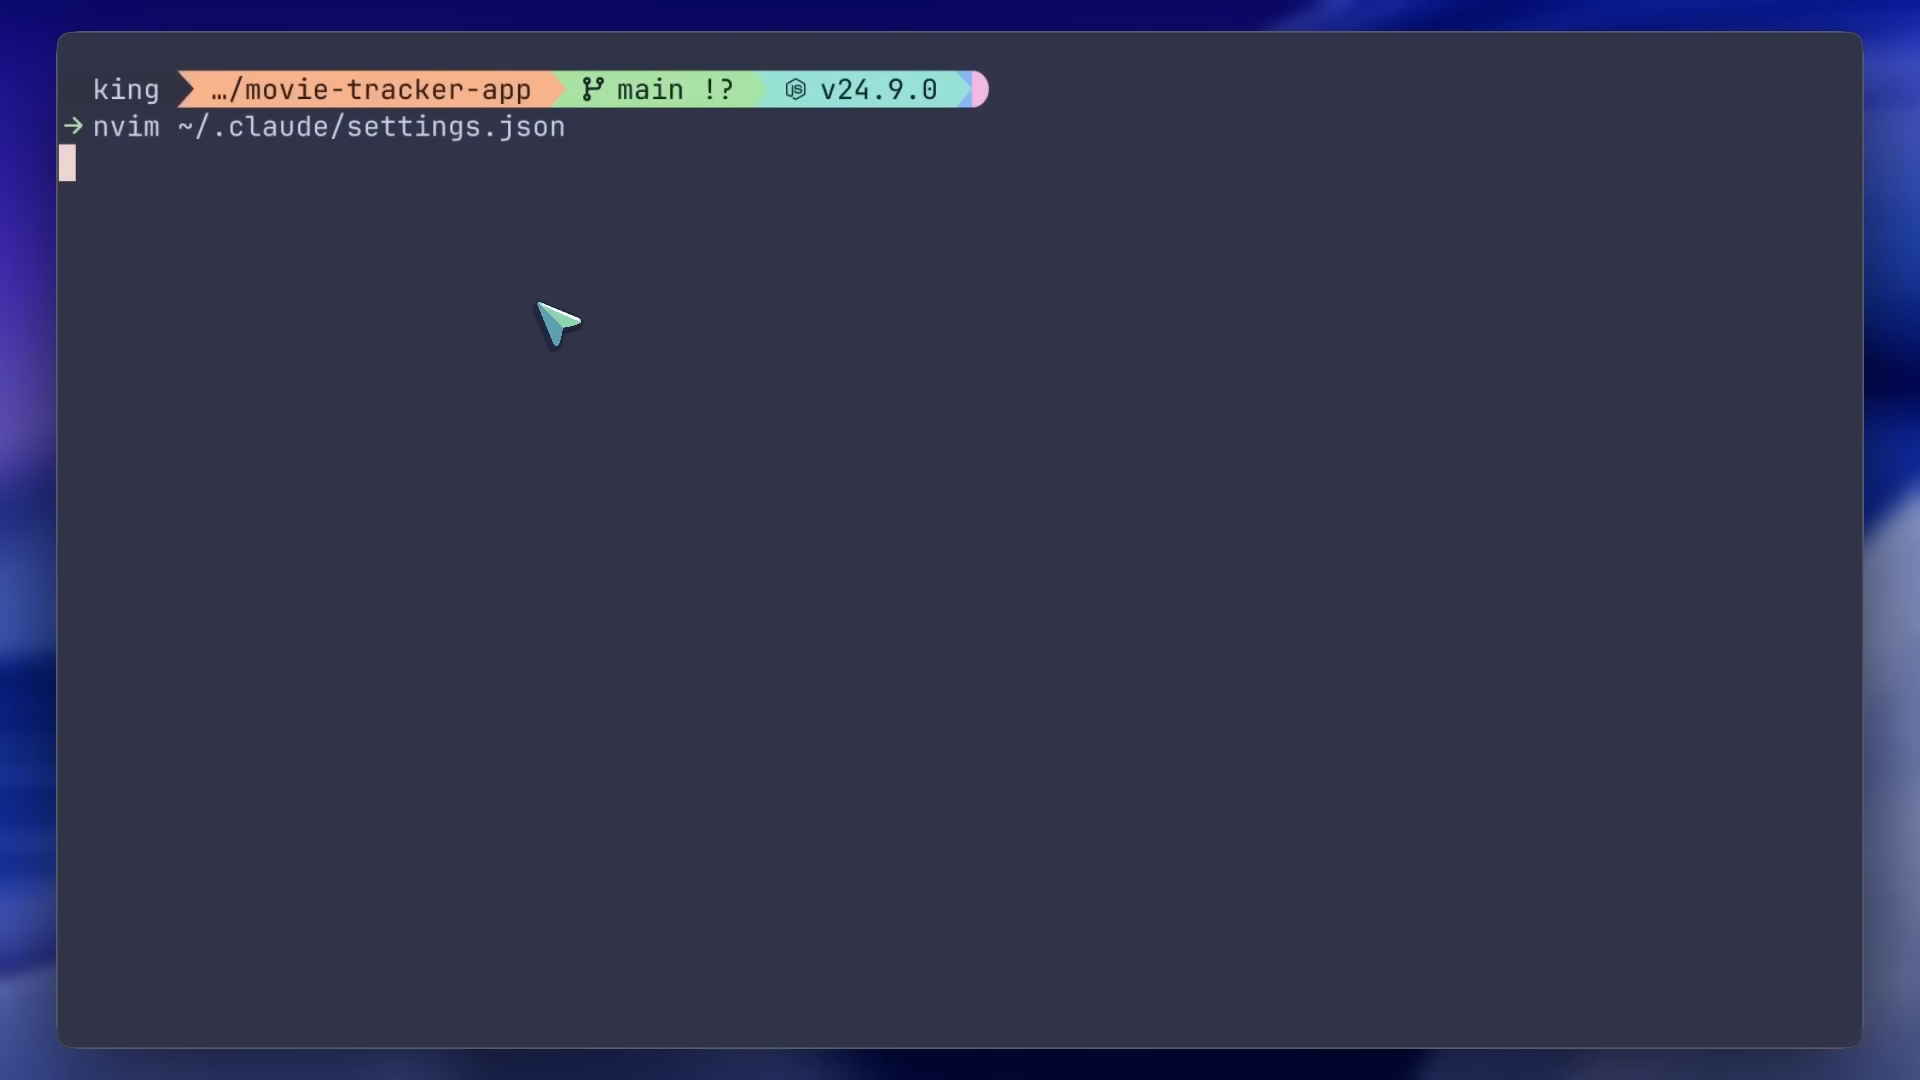 king …/movie-tracker-app main !? v24.9.0
→ nvim ~/.claude/settings.json